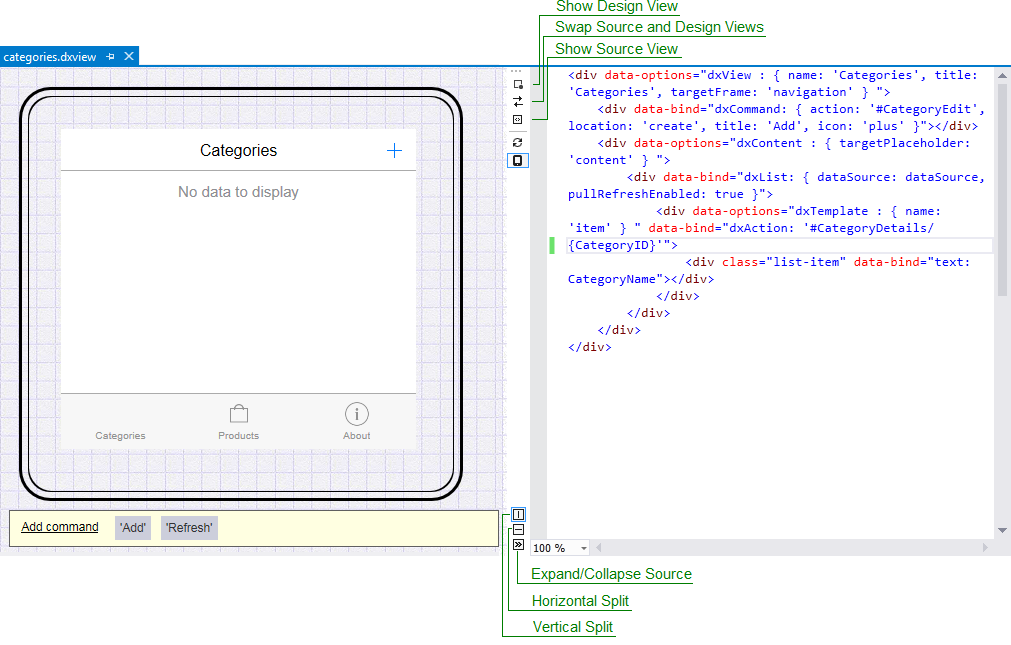 Show Design View
Swap Source and Design Views
Show Source View
categories.dxview
Categories
No data to display
Categories
Products
About
Add command
'Add'
'Refresh'
<div data-options="dxView : { name: 'Categories', title:
'Categories', targetFrame: 'navigation' } ">
<div data-bind="dxCommand: { action: '#CategoryEdit',
location: 'create', title: 'Add', icon: 'plus' }"></div>
<div data-options="dxContent : { targetPlaceholder:
'content' } ">
<div data-bind="dxList: { dataSource: dataSource,
pullRefreshEnabled: true }">
<div data-options="dxTemplate : { name:
'item' } " data-bind="dxAction: '#CategoryDetails/
{CategoryID}'">
<div class="list-item" data-bind="text:
CategoryName"></div>
</div>
</div>
</div>
</div>
100 %
Expand/Collapse Source
Horizontal Split
Vertical Split